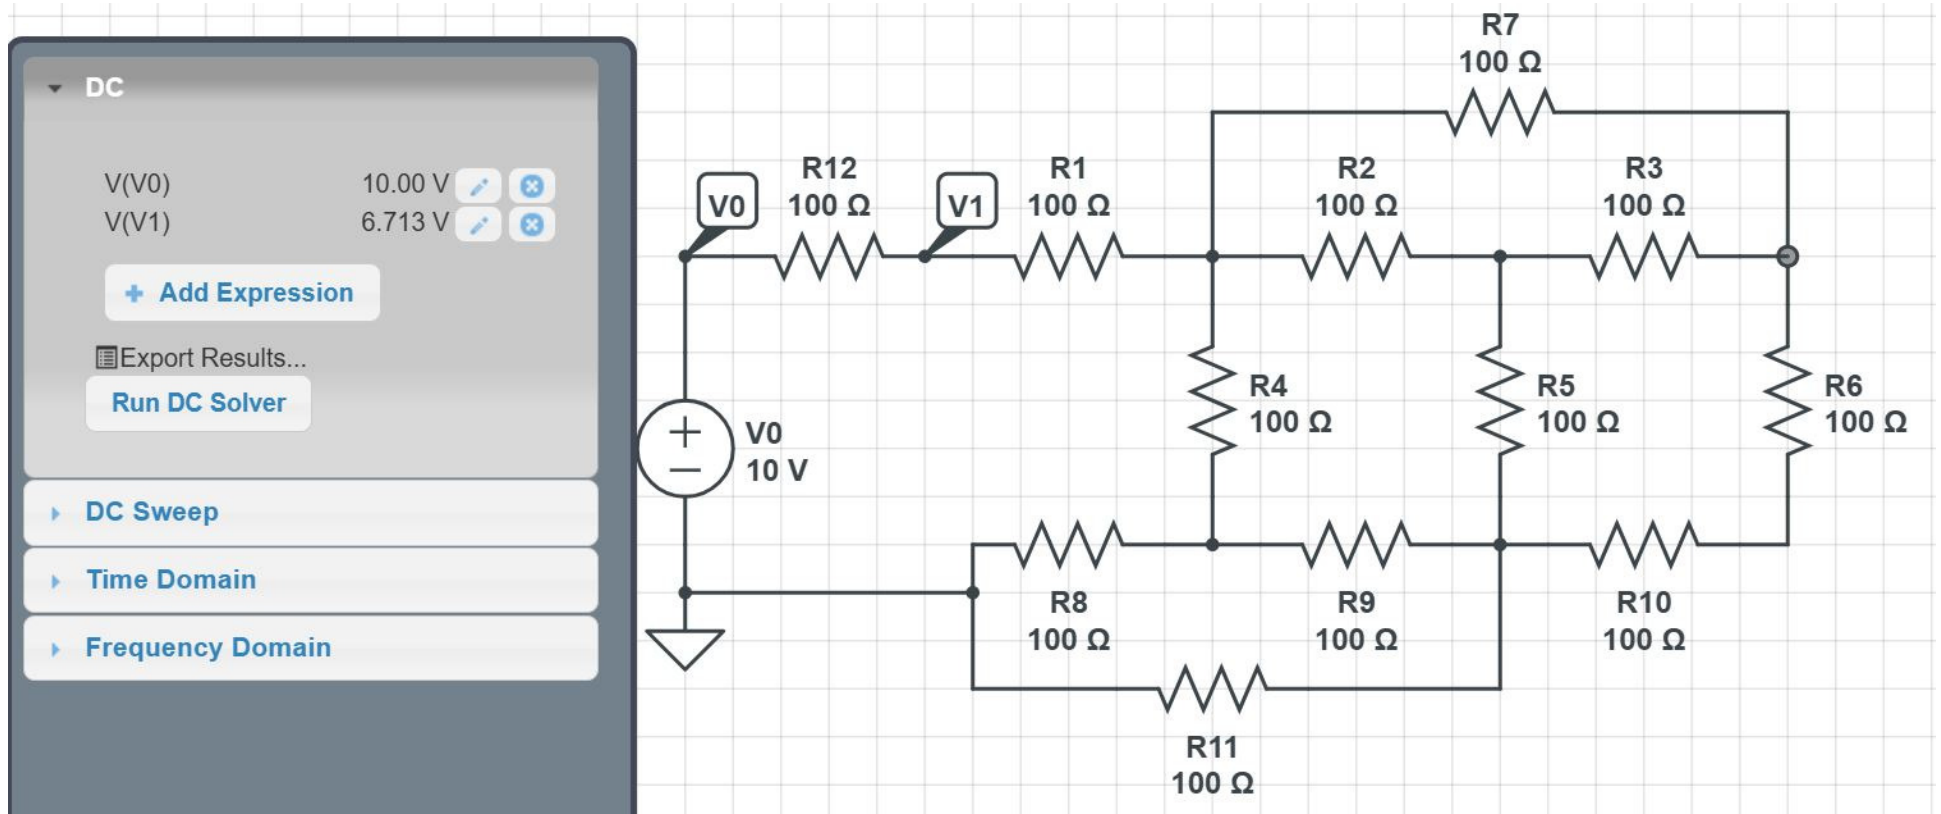 DC
V(V0) 10.00 V
V(V1) 6.713 V
+ Add Expression
Export Results...
Run DC Solver
DC Sweep
Time Domain
Frequency Domain
R7
100 Ω
R12
100 Ω
R1
100 Ω
R2
100 Ω
R3
100 Ω
V0
V1
R4
100 Ω
R5
100 Ω
R6
100 Ω
V0
10 V
R8
100 Ω
R9
100 Ω
R10
100 Ω
R11
100 Ω